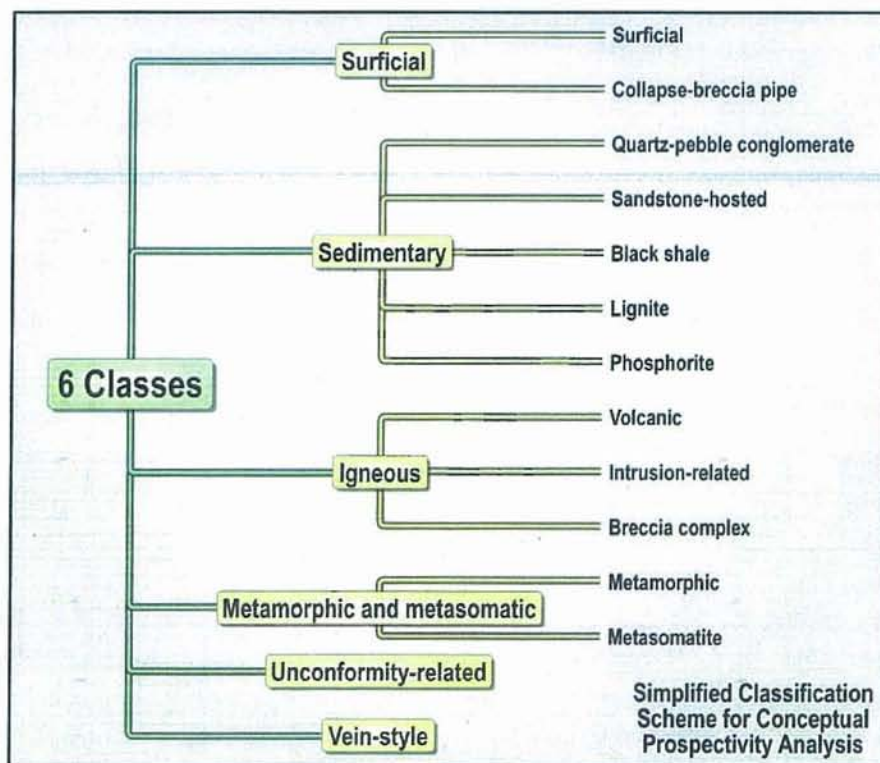 6 Classes
Surficial
Surficial
Collapse-breccia pipe
Sedimentary
Quartz-pebble conglomerate
Sandstone-hosted
Black shale
Lignite
Phosphorite
Igneous
Volcanic
Intrusion-related
Breccia complex
Metamorphic and metasomatic
Metamorphic
Metasomatite
Unconformity-related
Vein-style
Simplified Classification
Scheme for Conceptual
Prospectivity Analysis